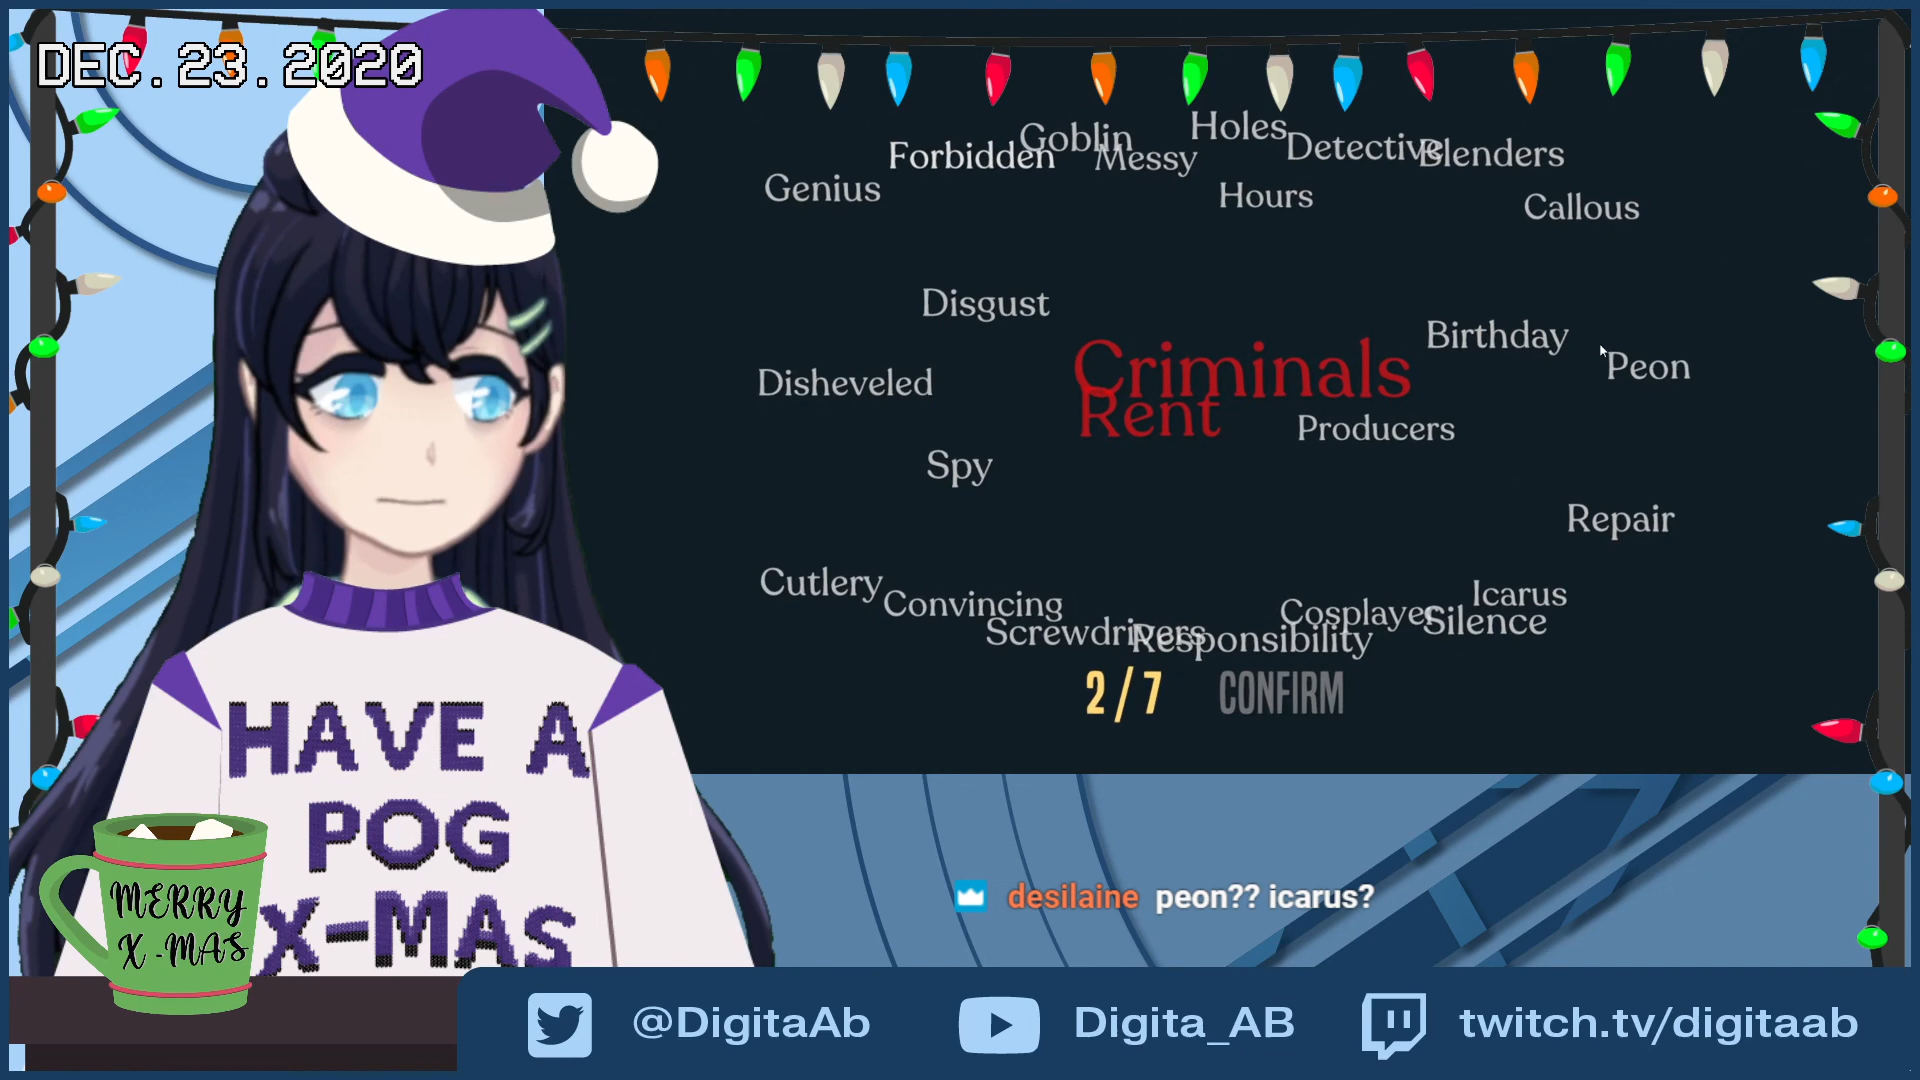 DEC.23.2020
Holes
Goblin
Detective
Blenders
Forbidden
Messy
Genius
Hours
Callous
Disgust
Birthday
Criminals
Peon
Disheveled
Rent
Producers
Spy
Repair
Cutlery
Icarus
Convincing
Cosplayer
Silence
Screwdrivers
Responsibility
2/7 CONFIRM
HAVE A
POG
X-MAS
MERRY
X-MAS
desilaine peon?? icarus?
@DigitaAb
Digita_AB
twitch.tv/digitaab